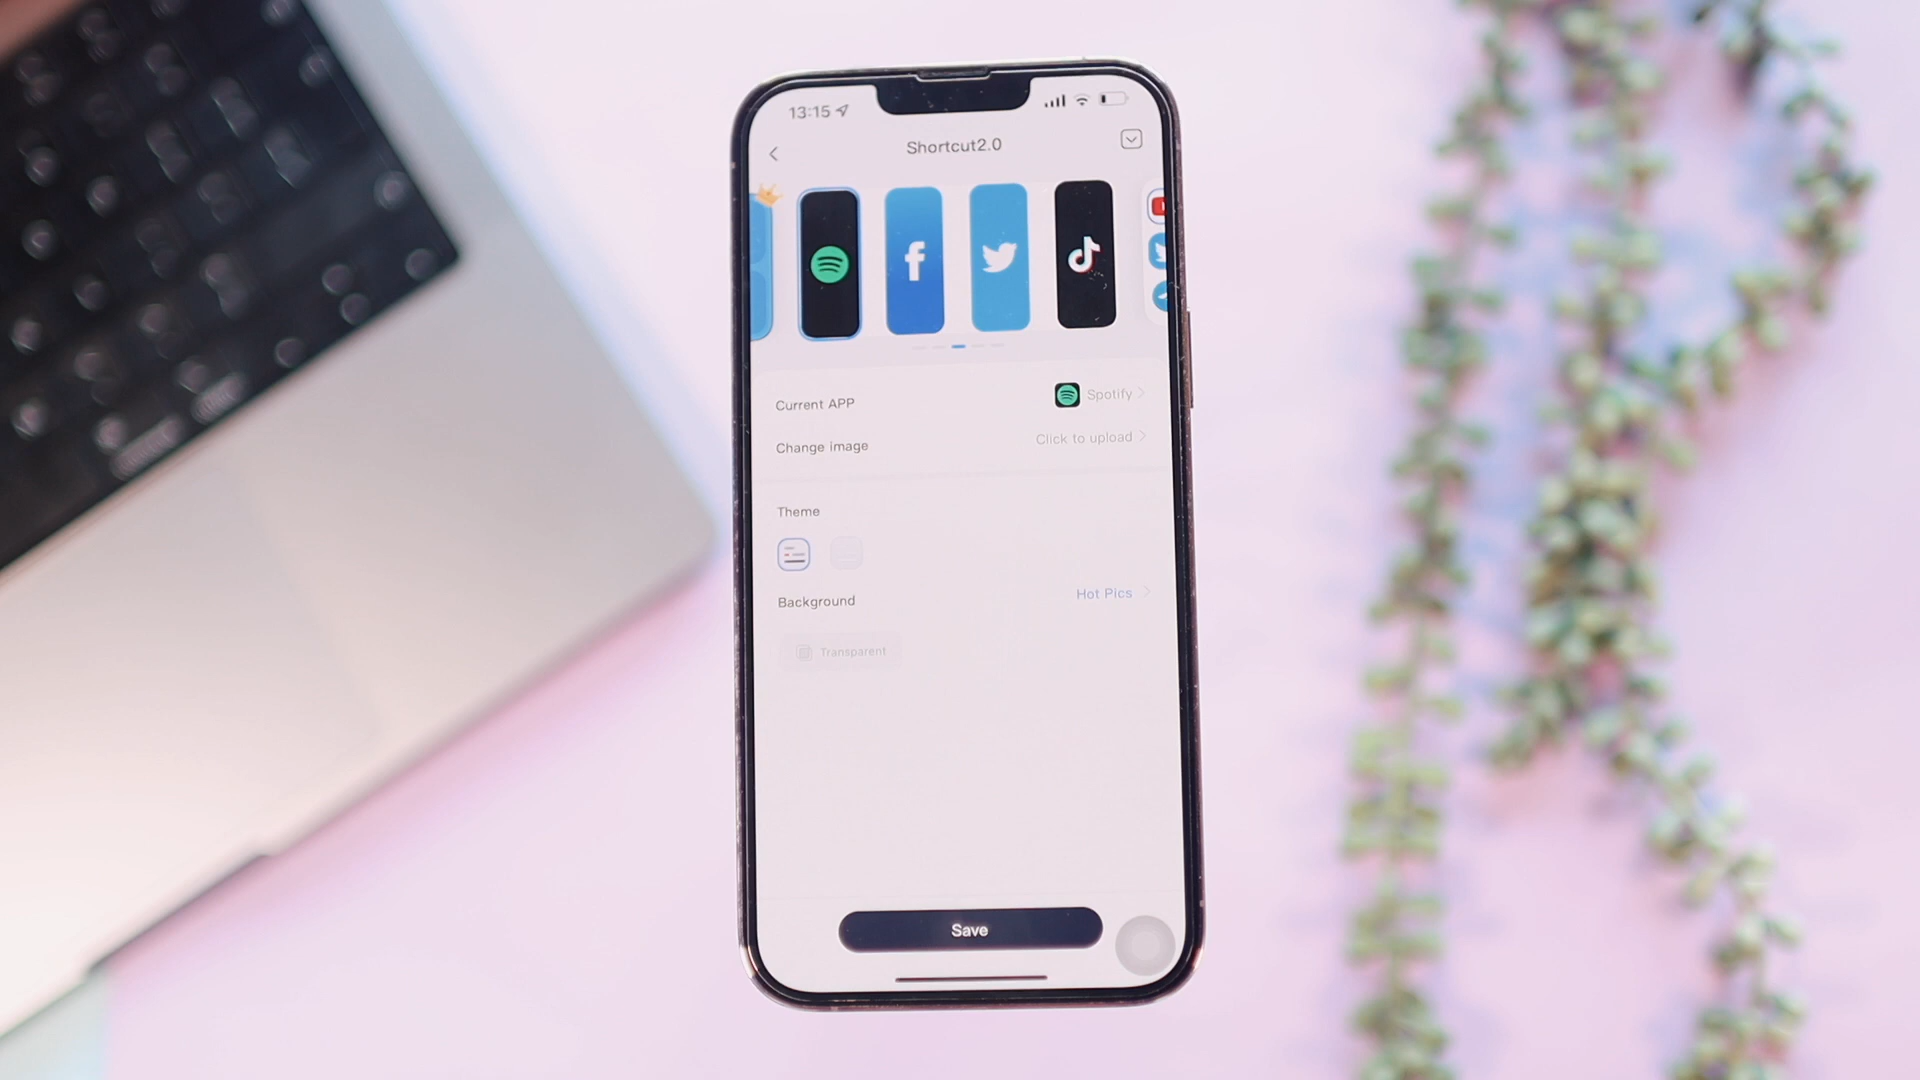 13:15
Shortcut2.0
Current APP
Spotify
Change image
Click to upload
Theme
Background
Hot Pics
Transparent
Save